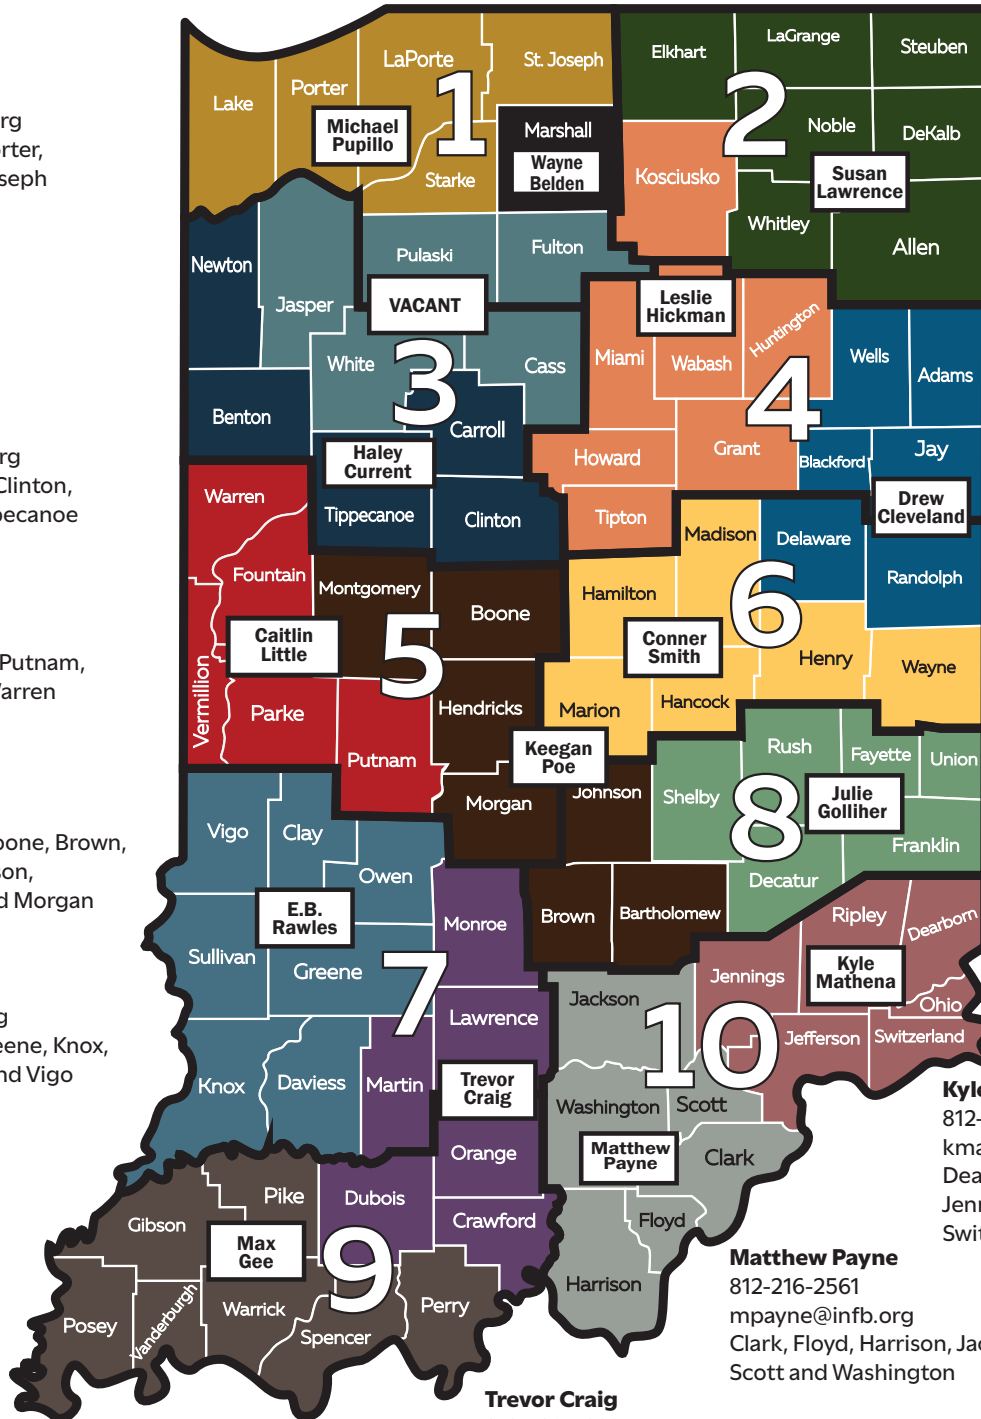 rg
rter,
seph
rg
Clinton,
pecanoe
Putnam,
Warren
oone, Brown,
son,
d Morgan
g
eene, Knox,
nd Vigo
Lake
Porter
LaPorte
St. Joseph
1
Michael
Pupillo
Starke
Marshall
Wayne
Belden
Elkhart
LaGrange
Steuben
2
Noble
DeKalb
Kosciusko
Susan
Lawrence
Whitley
Allen
Newton
Jasper
Pulaski
Fulton
VACANT
White
3
Cass
Benton
Carroll
Haley
Current
Tippecanoe
Clinton
Leslie
Hickman
Miami
Wabash
Huntington
4
Wells
Adams
Howard
Grant
Blackford
Jay
Tipton
Drew
Cleveland
Madison
Delaware
Randolph
Warren
Fountain
Montgomery
Boone
Caitlin
Little
5
Vermillion
Parke
Putnam
Hendricks
Keegan
Poe
Morgan
Johnson
Brown
Bartholomew
Hamilton
6
Conner
Smith
Henry
Wayne
Marion
Hancock
Rush
Fayette
Union
Shelby
8
Julie
Golliher
Franklin
Decatur
Vigo
Clay
Owen
E.B.
Rawles
Monroe
Sullivan
Greene
7
Lawrence
Knox
Daviess
Martin
Trevor
Craig
Orange
Dubois
Crawford
Jackson
Jennings
Ripley
Dearborn
Kyle
Mathena
Ohio
10
Jefferson
Switzerland
Washington
Scott
Matthew
Payne
Clark
Floyd
Harrison
Gibson
Pike
Max
Gee
9
Posey
Vanderburgh
Warrick
Spencer
Perry
Kyle
812-
kma
Dea
Jenn
Swit
Matthew Payne
812-216-2561
mpayne@infb.org
Clark, Floyd, Harrison, Jac
Scott and Washington
Trevor Craig